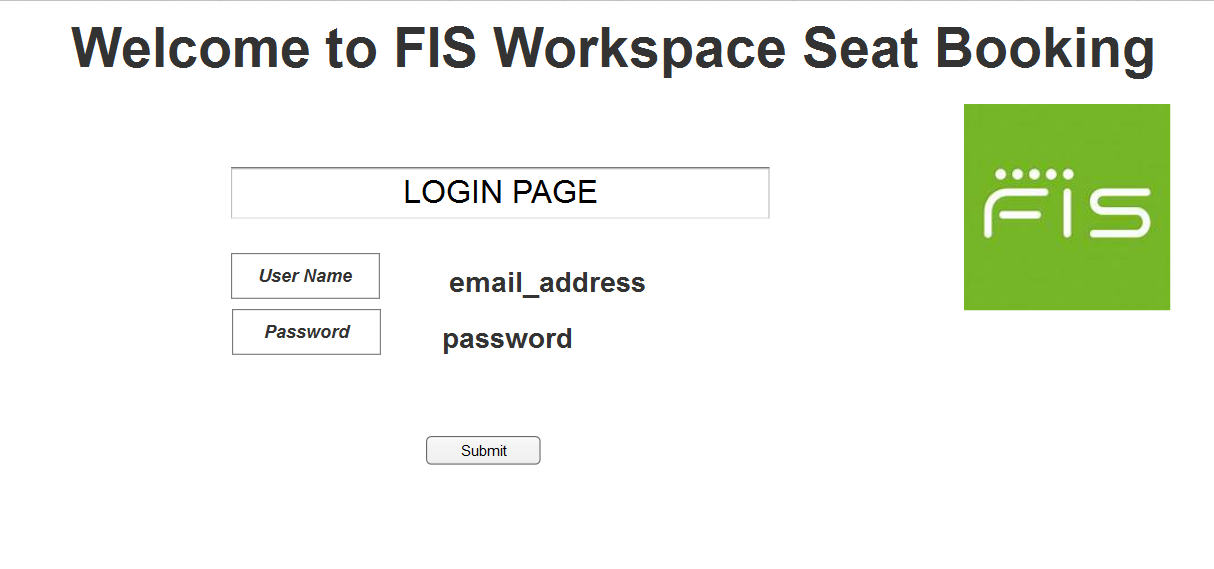 Welcome to FIS Workspace Seat Booking
LOGIN PAGE
FIS
User Name
email_address
Password
password
Submit